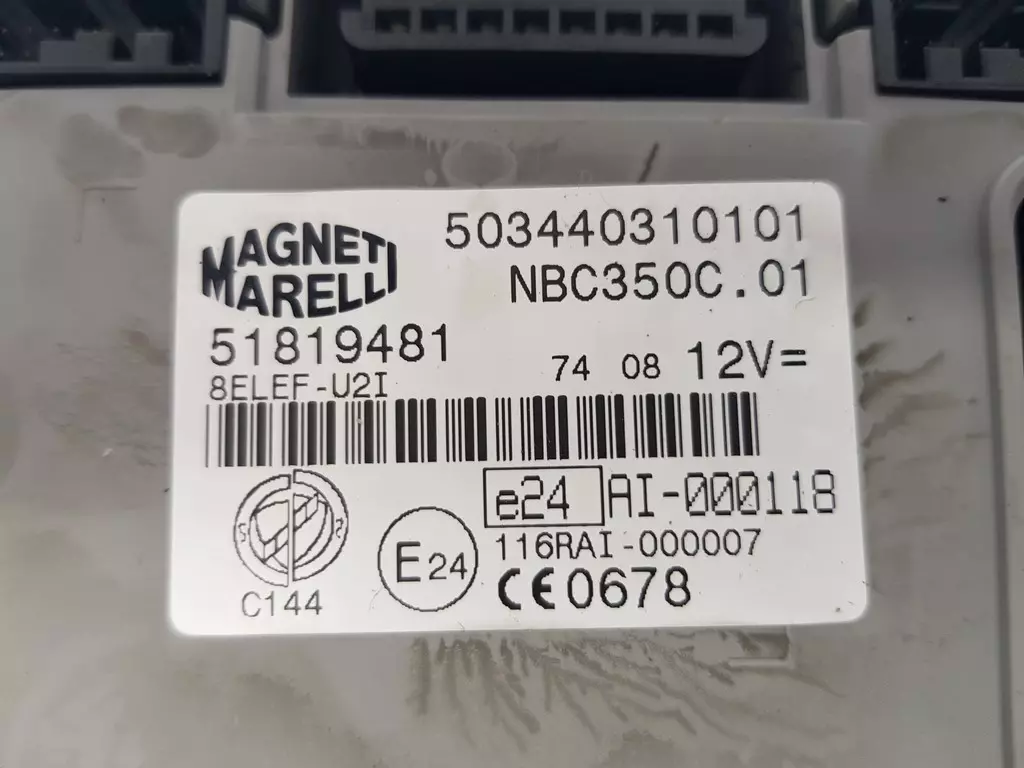 MAGNETI MARELLI
503440310101
NBC350C.01
51819481
74 08 12V=
8ELEF-U2I
e24 AI-000118
116RAI-000007
E24
CE0678
C144